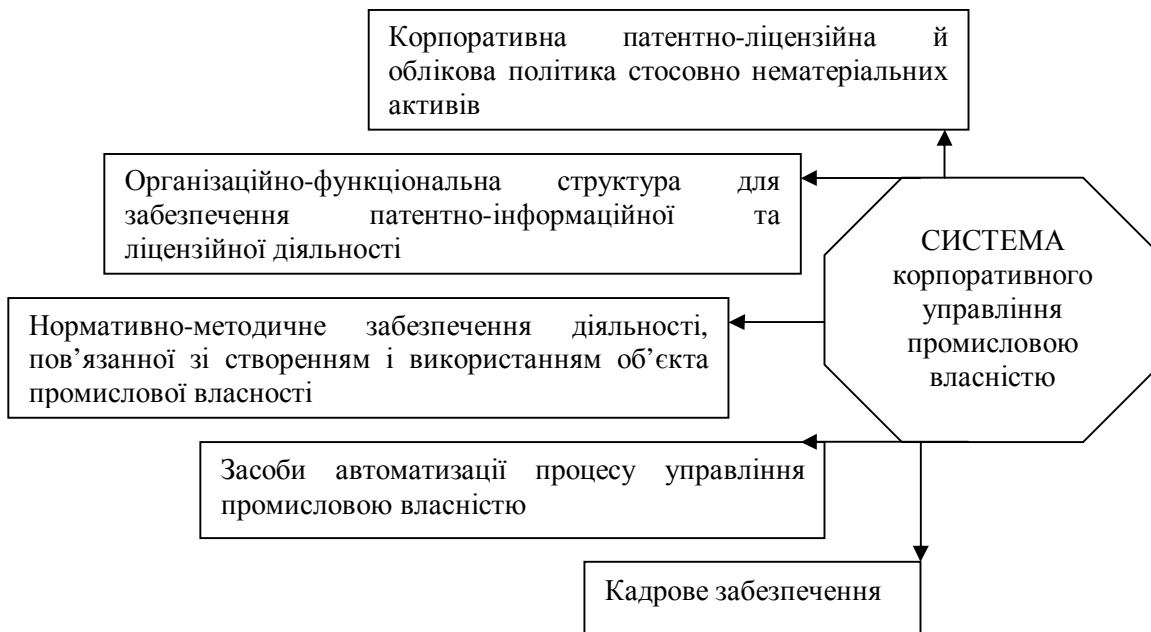 Корпоративна патентно-ліцензійна й
облікова політика стосовно нематеріальних
активів
Організаційно-функціональна структура для
забезпечення патентно-інформаційної та
ліцензійної діяльності
СИСТЕМА
корпоративного
управління
промисловою
власністю
Нормативно-методичне забезпечення діяльності,
пов’язанної зі створенням і використанням об’єкта
промислової власності
Засоби автоматизації процесу управління
промисловою власністю
Кадрове забезпечення